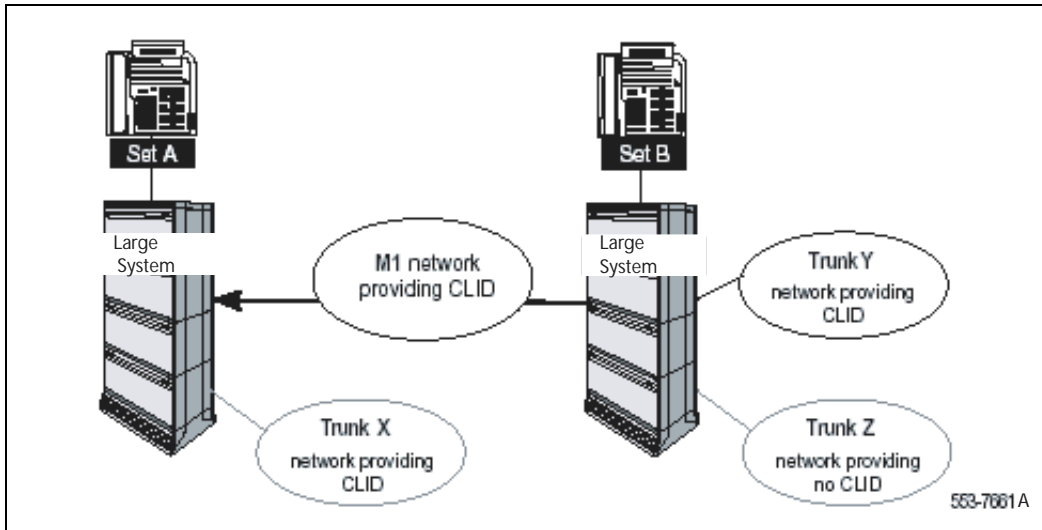 Set A
Set B
Large
System
M1 network
providing CLID
Large
System
Trunk Y
network providing
CLID
Trunk X
network providing
CLID
Trunk Z
network providing
no CLID
553-7661A